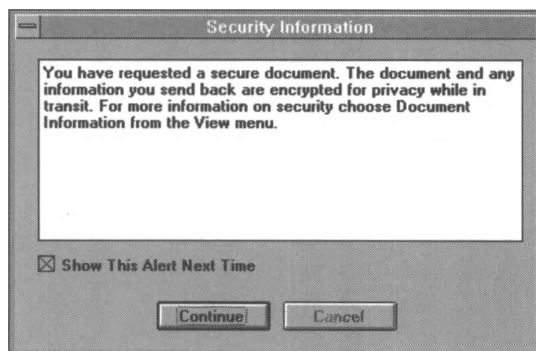 Security Information
You have requested a secure document. The document and any
information you send back are encrypted for privacy while in
transit. For more information on security choose Document
Information from the View menu.
Show This Alert Next Time
Continue
Cancel